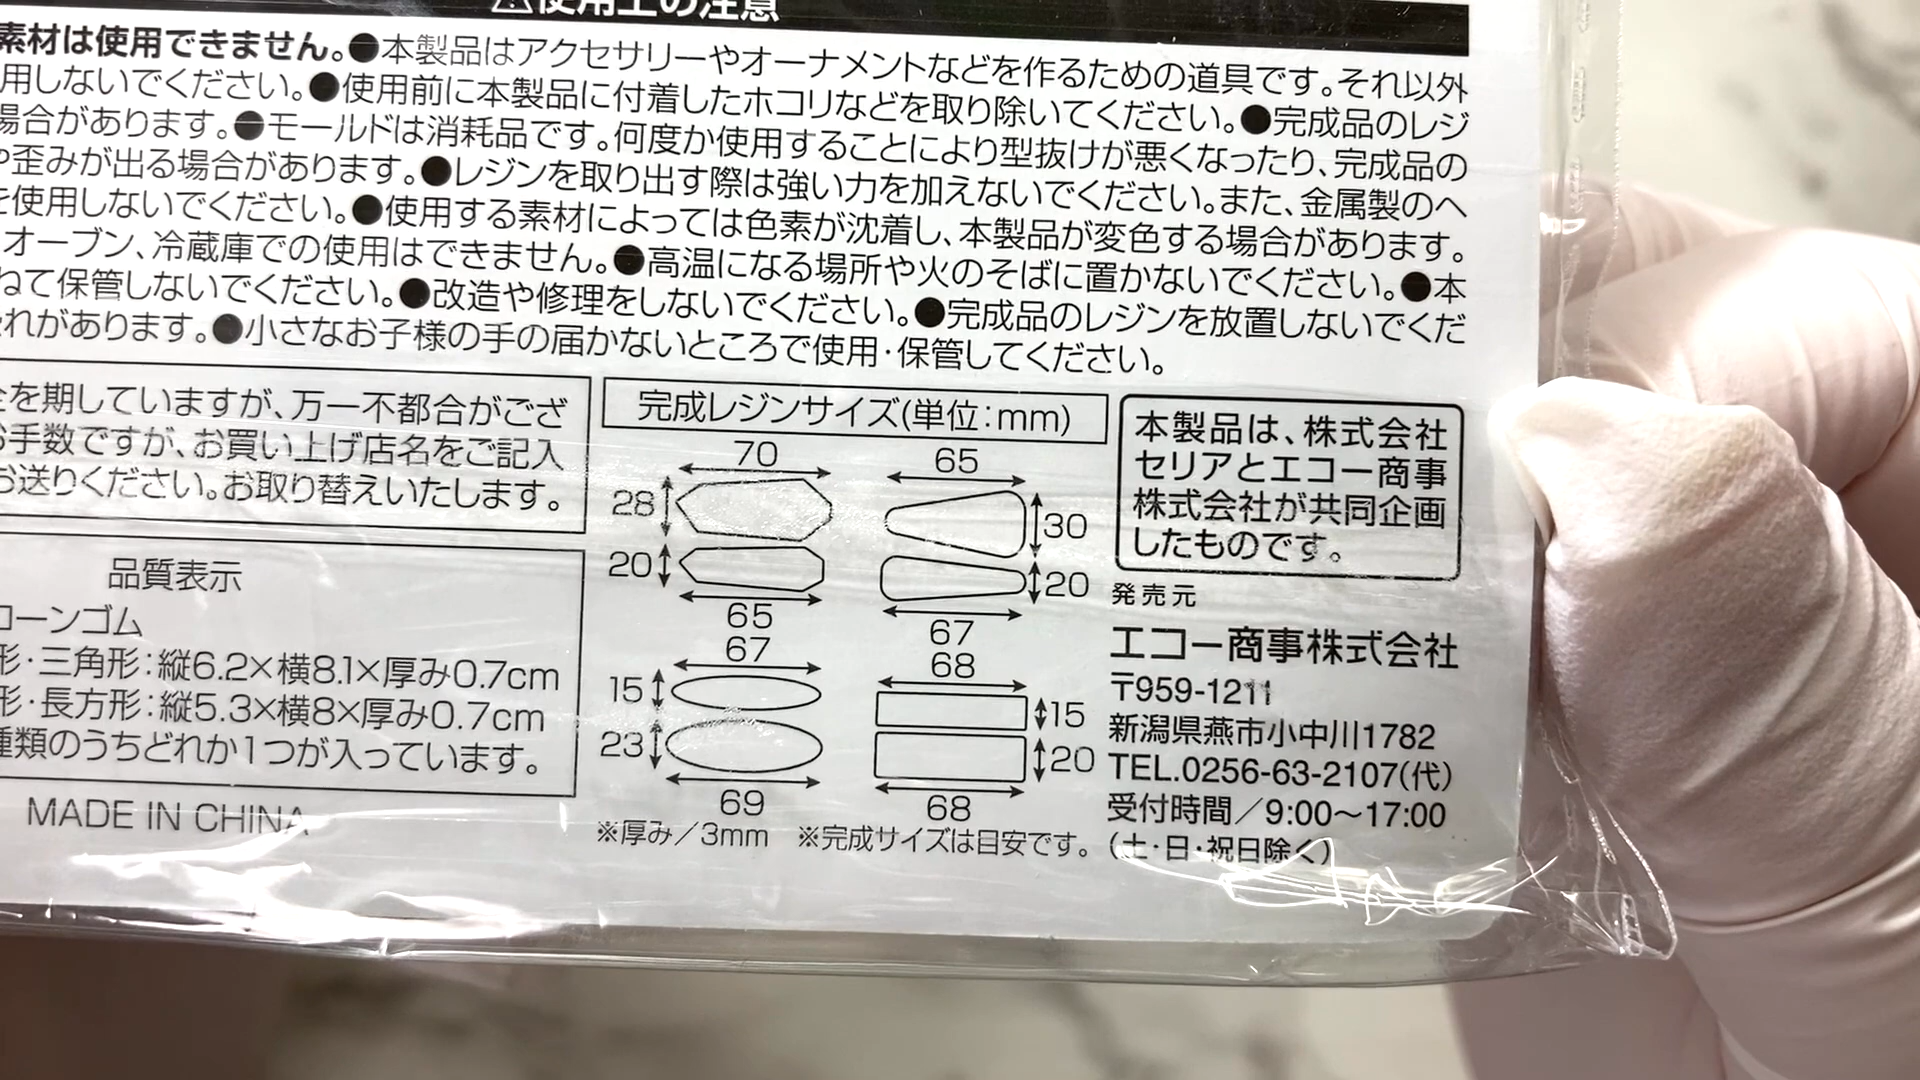 使用上の注意
素材は使用できません。●本製品はアクセサリーやオーナメントなどを作るための道具です。それ以外
用しないでください。●使用前に本製品に付着したホコリなどを取り除いてください。●完成品のレジ
場合があります。●モールドは消耗品です。何度か使用することにより型抜けが悪くなったり、完成品の
や歪みが出る場合があります。●レジンを取り出す際は強い力を加えないでください。また、金属製のヘ
を使用しないでください。●使用する素材によっては色素が沈着し、本製品が変色する場合があります。
オーブン、冷蔵庫での使用はできません。●高温になる場所や火のそばに置かないでください。●本
ねて保管しないでください。●改造や修理をしないでください。●完成品のレジンを放置しないでくだ
れがあります。●小さなお子様の手の届かないところで使用・保管してください。
を期していますが、万一不都合がござ
お手数ですが、お買い上げ店名をご記入
お送りください。お取り替えいたします。
品質表示
コーンゴム
形・三角形：縦6.2×横8.1×厚み0.7cm
形・長方形：縦5.3×横8×厚み0.7cm
種類のうちどれか1つが入っています。
MADE IN CHINA
完成レジンサイズ(単位：mm)
70
28
20
65
65
30
20
67
67
15
23
69
68
15
20
68
※厚み／3mm ※完成サイズは目安です。
本製品は、株式会社
セリアとエコー商事
株式会社が共同企画
したものです。
発売元
エコー商事株式会社
〒959-1211
新潟県燕市小中川1782
TEL.0256-63-2107(代)
受付時間／9:00〜17:00
(土・日・祝日除く)